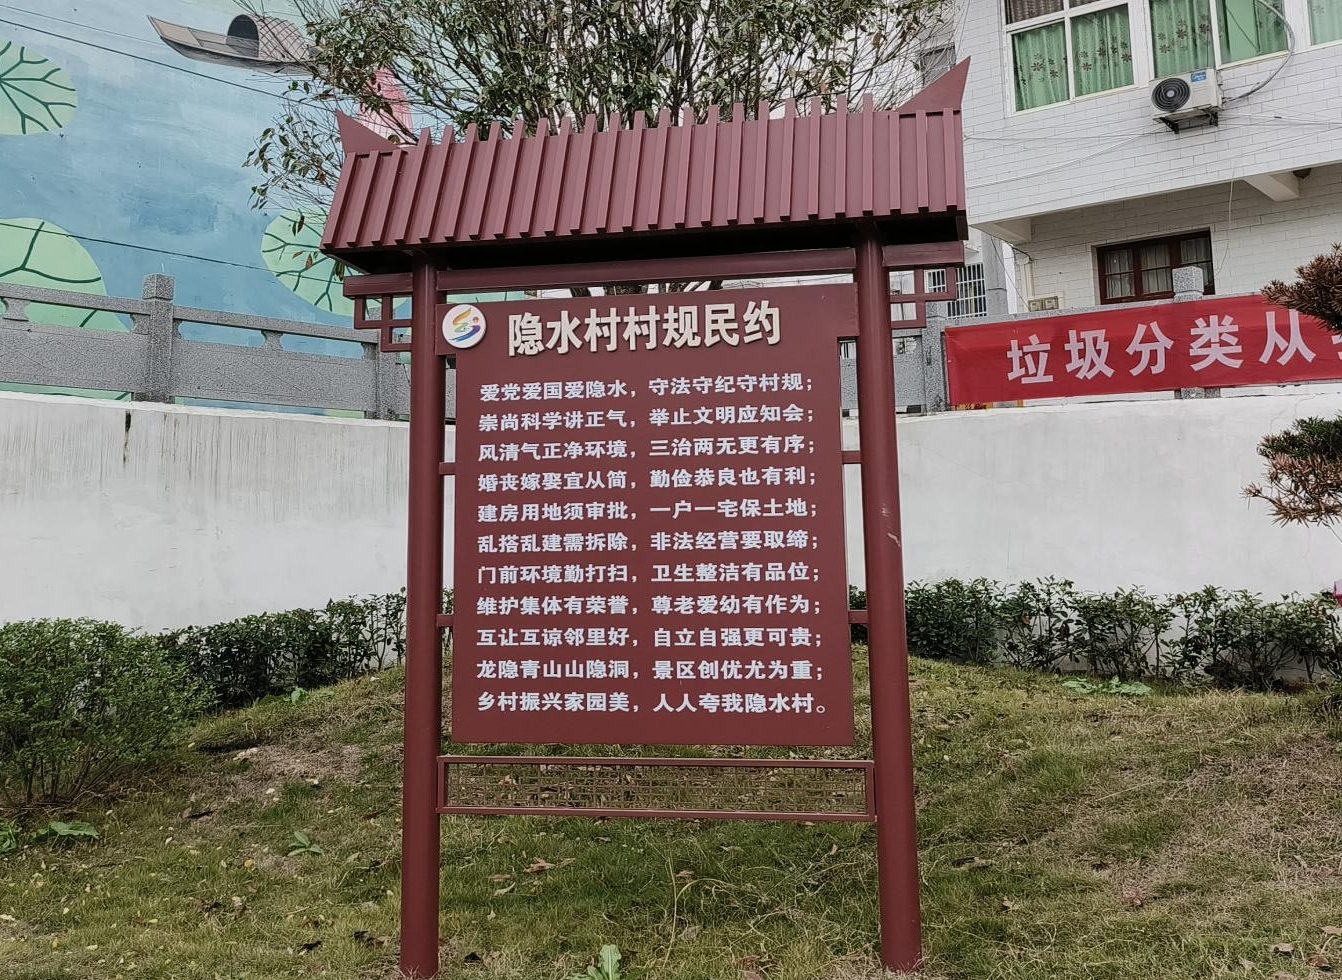 隐水村村规民约
爱党爱国爱隐水，守法守纪守村规；
崇尚科学讲正气，举止文明应知会；
风清气正净环境，三治两无更有序；
婚丧嫁娶宜从简，勤俭恭良也有利；
建房用地须审批，一户一宅保土地；
乱搭乱建需拆除，非法经营要取缔；
门前环境勤打扫，卫生整洁有品位；
维护集体有荣誉，尊老爱幼有作为；
互让互谅邻里好，自立自强更可贵；
龙隐青山山隐洞，景区创优尤为重；
乡村振兴家园美，人人夸我隐水村。
垃圾分类从